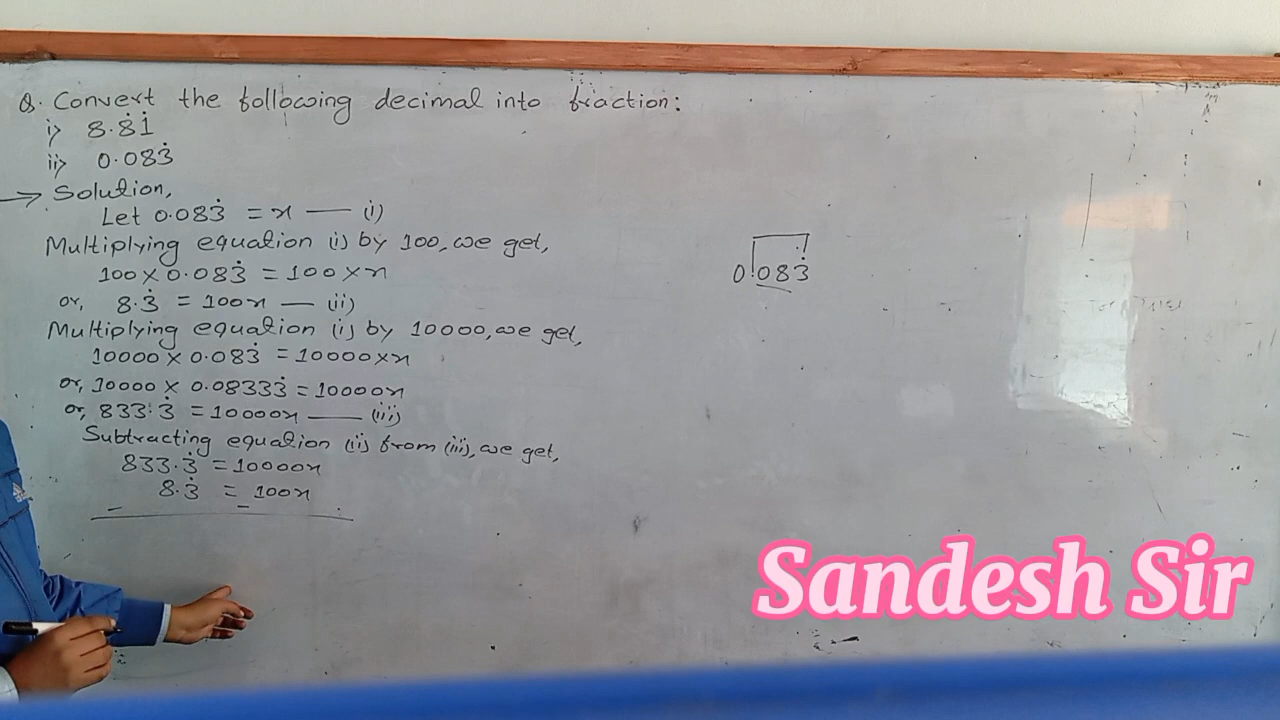 Q. Convert the following decimal into fraction:
i) 8.8̇1̇
ii) 0.083̇
→ Solution,
Let 0.083̇ = x — (i)
Multiplying equation (i) by 100, we get,
100 × 0.083̇ = 100 × x
or, 8.3̇ = 100x — (ii)
Multiplying equation (i) by 10000, we get,
10000 × 0.083̇ = 10000 × x
or, 10000 × 0.08333̇ = 10000x
or, 833.3̇ = 10000x — (iii)
Subtracting equation (ii) from (iii), we get,
833.3̇ = 10000x
8.3̇ = 100x
- -
0.083̇
Sandesh Sir